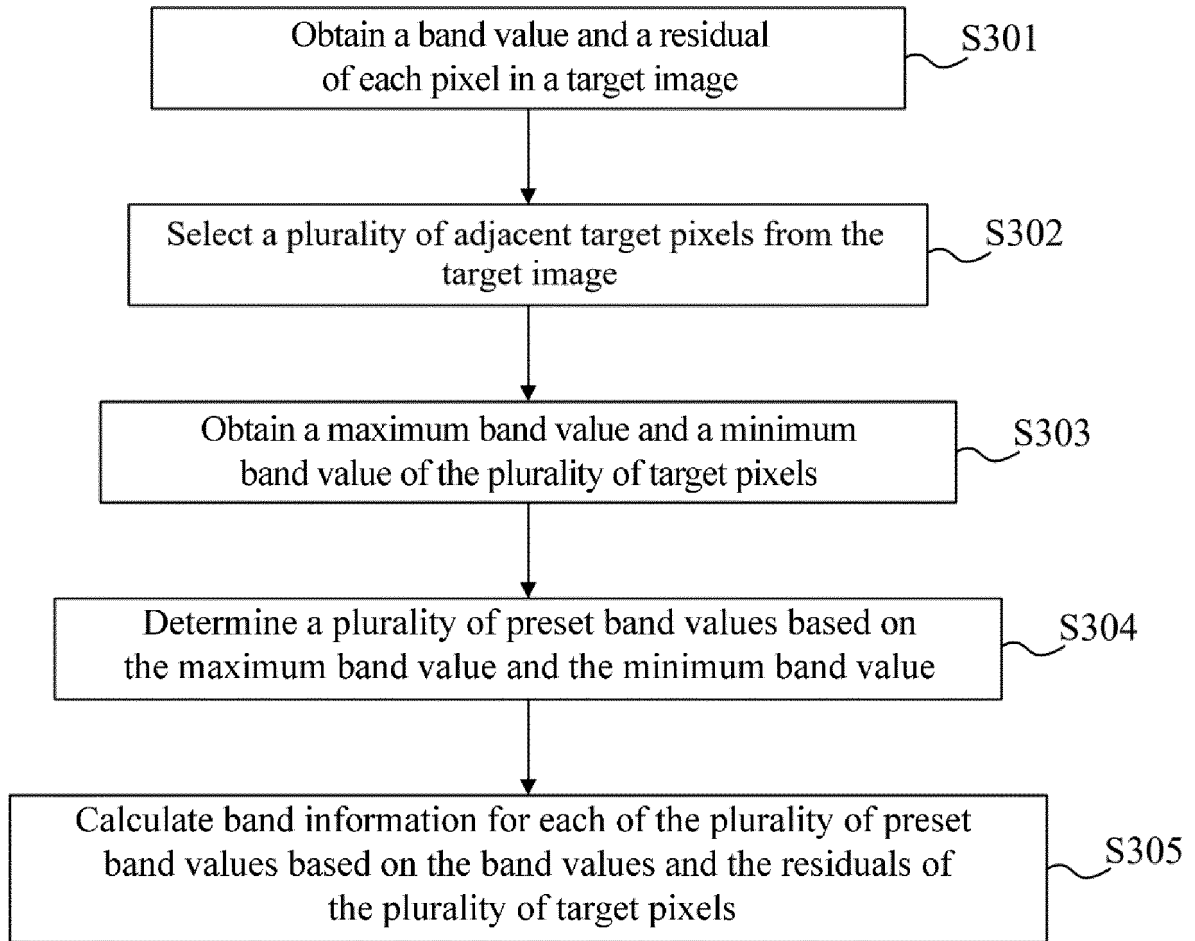 Obtain a band value and a residual
of each pixel in a target image
S301
Select a plurality of adjacent target pixels from the
target image
S302
Obtain a maximum band value and a minimum
band value of the plurality of target pixels
S303
Determine a plurality of preset band values based on
the maximum band value and the minimum band value
S304
Calculate band information for each of the plurality of preset
band values based on the band values and the residuals of
the plurality of target pixels
S305